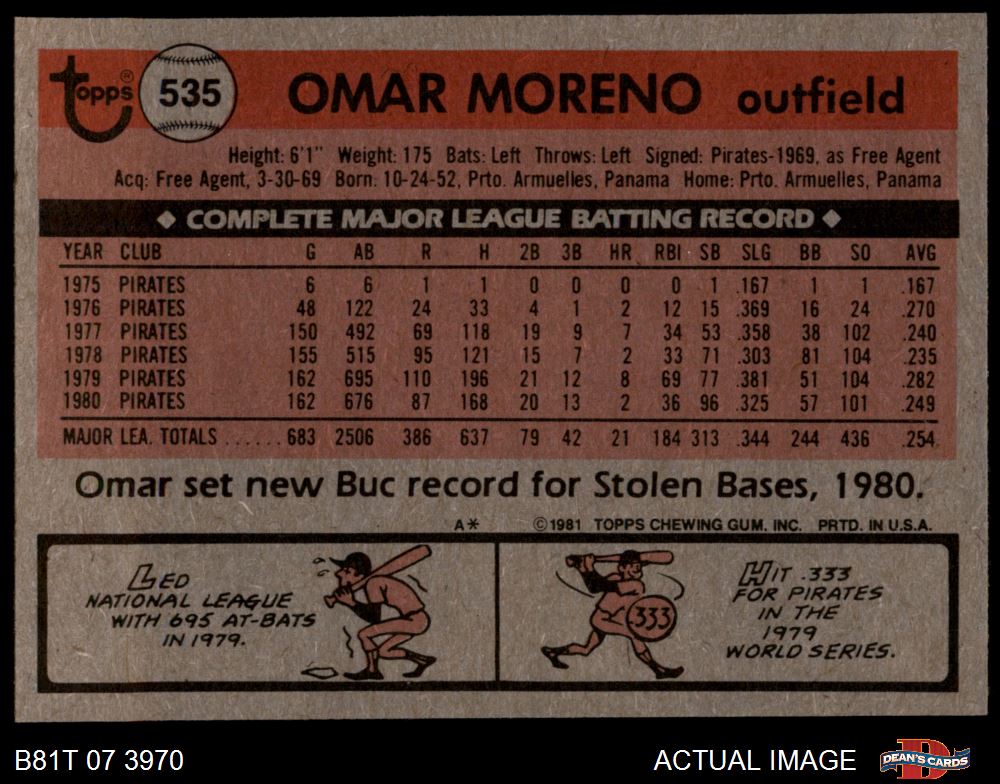 Topps® 535 OMAR MORENO outfield
Height: 6'1" Weight: 175 Bats: Left Throws: Left Signed: Pirates-1969, as Free Agent
Acq: Free Agent, 3-30-69 Born: 10-24-52, Prto. Armuelles, Panama Home: Prto. Armuelles, Panama
◆ COMPLETE MAJOR LEAGUE BATTING RECORD ◆
YEAR CLUB G AB R H 2B 3B HR RBI SB SLG BB SO AVG
1975 PIRATES 6 6 1 1 0 0 0 0 1 .167 1 1 .167
1976 PIRATES 48 122 24 33 4 1 2 12 15 .369 16 24 .270
1977 PIRATES 150 492 69 118 19 9 7 34 53 .358 38 102 .240
1978 PIRATES 155 515 95 121 15 7 2 33 71 .303 81 104 .235
1979 PIRATES 162 695 110 196 21 12 8 69 77 .381 51 104 .282
1980 PIRATES 162 676 87 168 20 13 2 36 96 .325 57 101 .249
MAJOR LEA. TOTALS ...... 683 2506 386 637 79 42 21 184 313 .344 244 436 .254
Omar set new Buc record for Stolen Bases, 1980.
A* ©1981 TOPPS CHEWING GUM. INC. PRTD. IN U.S.A.
LED
NATIONAL LEAGUE
WITH 695 AT-BATS
IN 1979.
.333
HIT .333
FOR PIRATES
IN THE
1979
WORLD SERIES.
B81T 07 3970 ACTUAL IMAGE DEAN'S CARDS